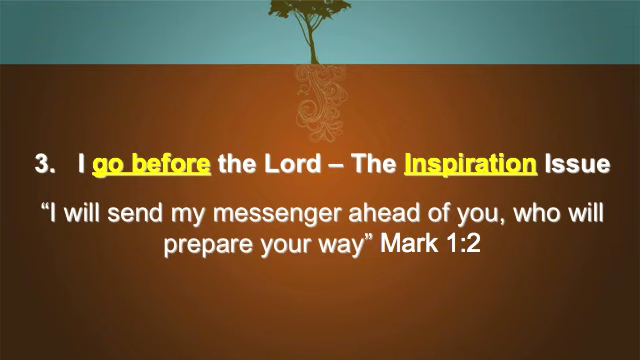 3. I go before the Lord – The Inspiration Issue
“I will send my messenger ahead of you, who will
prepare your way” Mark 1:2